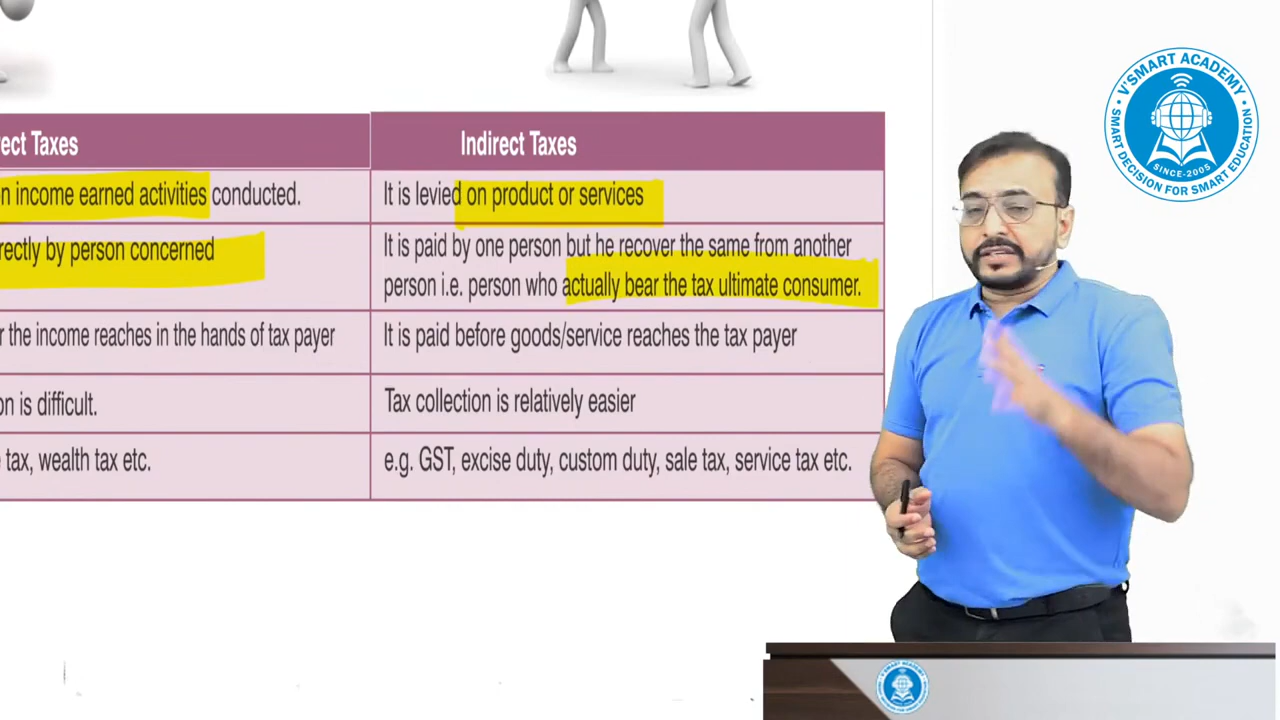 rect Taxes
Indirect Taxes
on income earned activities conducted.
It is levied on product or services
rectly by person concerned
It is paid by one person but he recover the same from another
person i.e. person who actually bear the tax ultimate consumer.
r the income reaches in the hands of tax payer
It is paid before goods/service reaches the tax payer
on is difficult.
Tax collection is relatively easier
tax, wealth tax etc.
e.g. GST, excise duty, custom duty, sale tax, service tax etc.
V'SMART ACADEMY
SINCE-2005
SMART DECISION FOR SMART EDUCATION
V'SMART ACADEMY